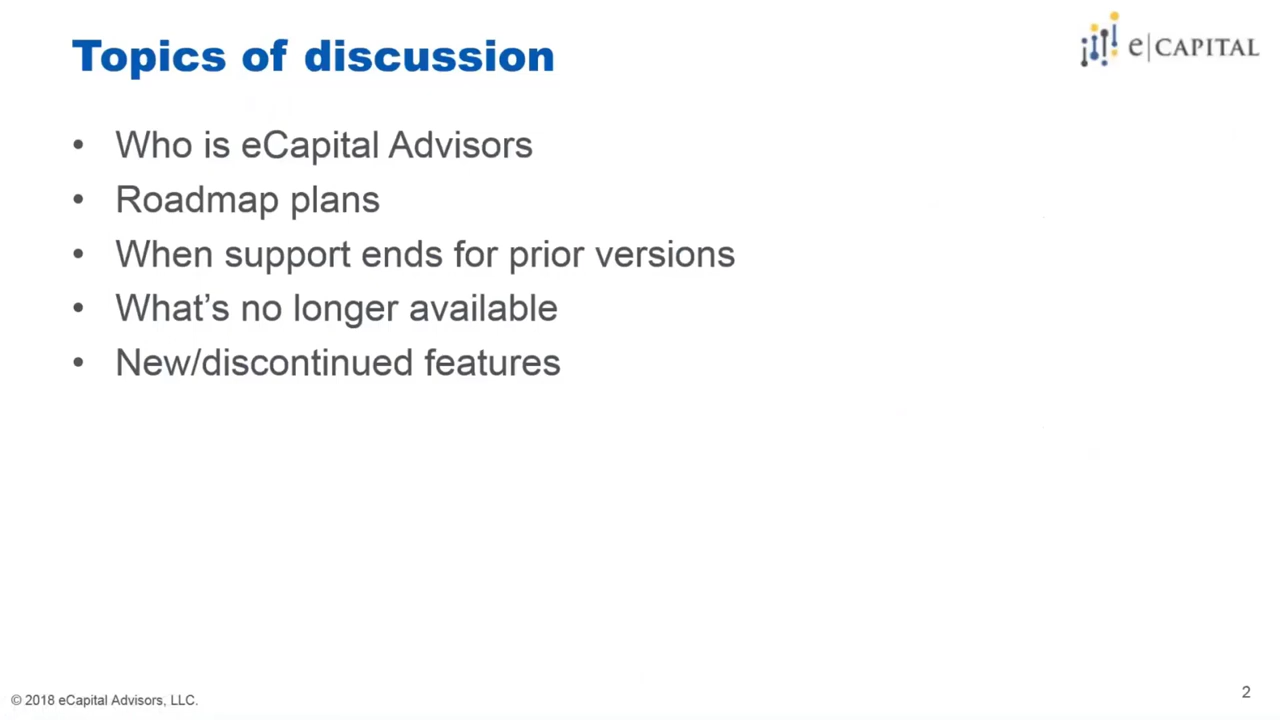 Topics of discussion
e|CAPITAL
• Who is eCapital Advisors
• Roadmap plans
• When support ends for prior versions
• What’s no longer available
• New/discontinued features
© 2018 eCapital Advisors, LLC.
2